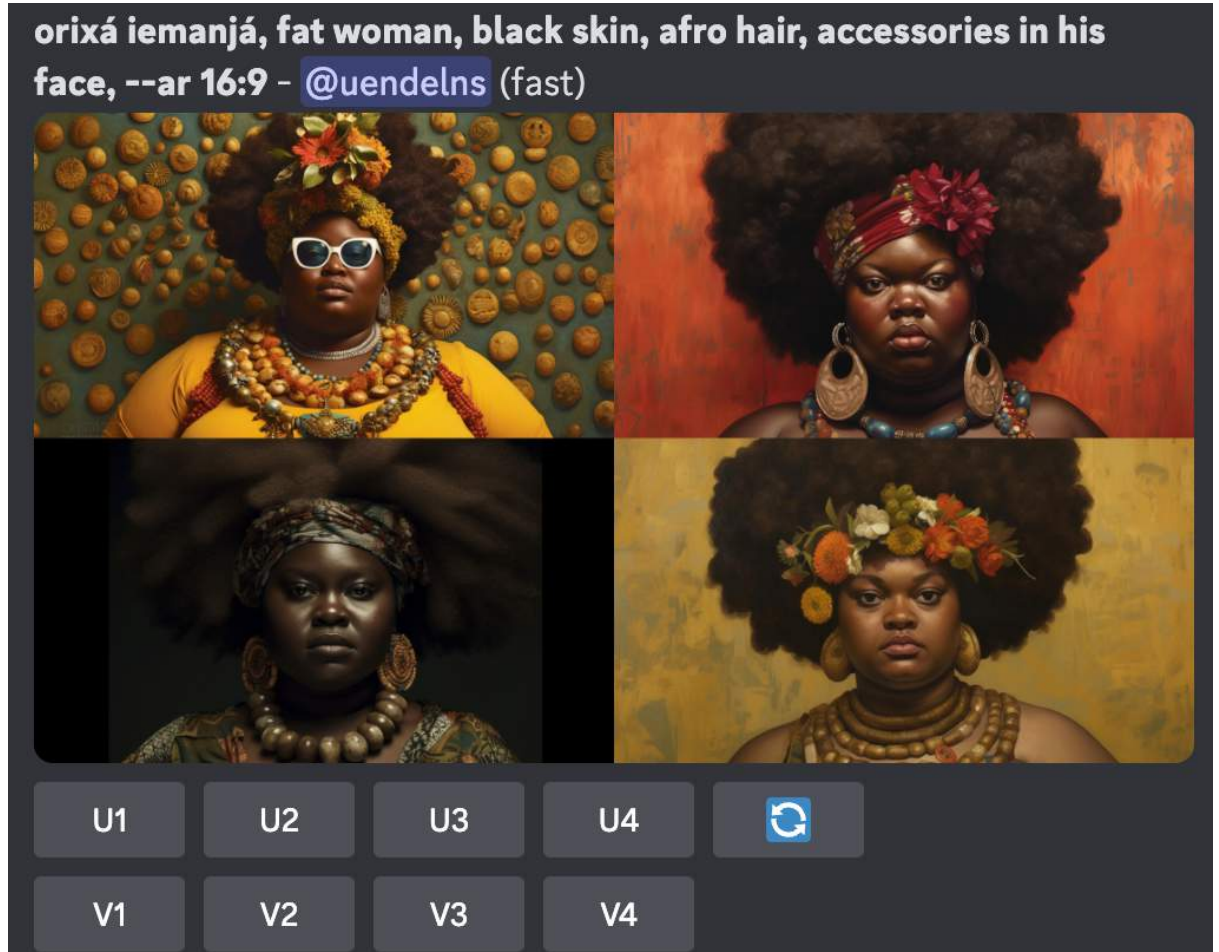 orixá iemanjá, fat woman, black skin, afro hair, accessories in his
face, --ar 16:9 - @uendelns (fast)
U1 U2 U3 U4
V1 V2 V3 V4